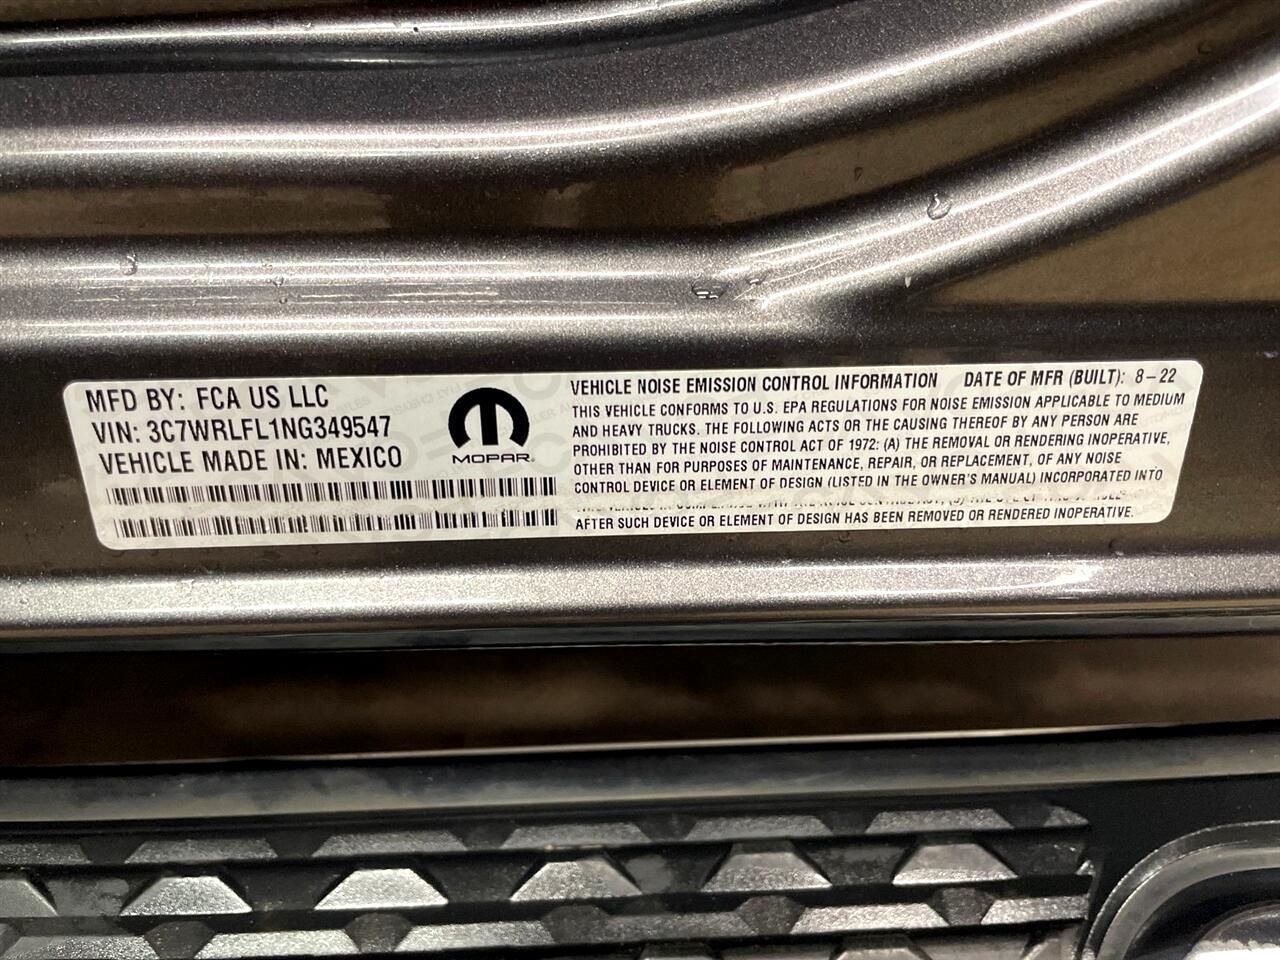 MFD BY: FCA US LLC
VIN: 3C7WRLFL1NG349547
VEHICLE MADE IN: MEXICO
MOPAR®
VEHICLE NOISE EMISSION CONTROL INFORMATION DATE OF MFR (BUILT): 8-22
THIS VEHICLE CONFORMS TO U.S. EPA REGULATIONS FOR NOISE EMISSION APPLICABLE TO MEDIUM
AND HEAVY TRUCKS. THE FOLLOWING ACTS OR THE CAUSING THEREOF BY ANY PERSON ARE
PROHIBITED BY THE NOISE CONTROL ACT OF 1972: (A) THE REMOVAL OR RENDERING INOPERATIVE,
OTHER THAN FOR PURPOSES OF MAINTENANCE, REPAIR, OR REPLACEMENT, OF ANY NOISE
CONTROL DEVICE OR ELEMENT OF DESIGN (LISTED IN THE OWNER'S MANUAL) INCORPORATED INTO
AFTER SUCH DEVICE OR ELEMENT OF DESIGN HAS BEEN REMOVED OR RENDERED INOPERATIVE.